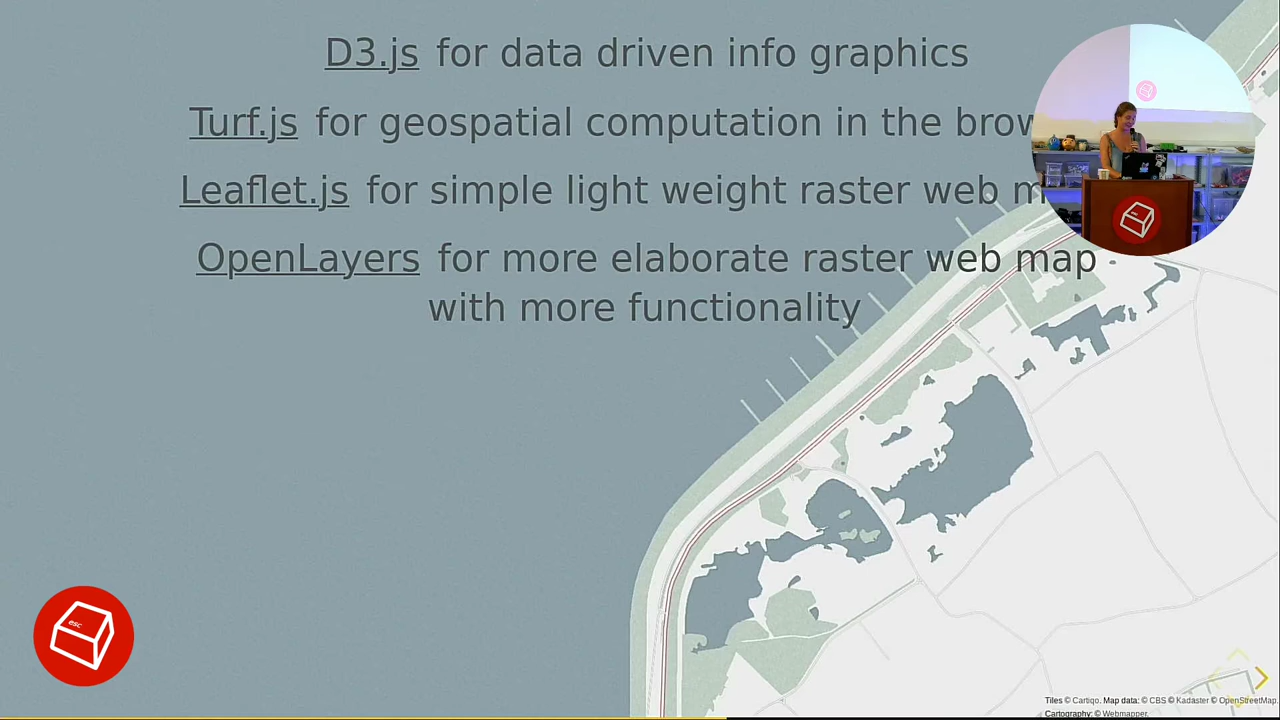 D3.js for data driven info graphics
Turf.js for geospatial computation in the brow
Leaflet.js for simple light weight raster web m
OpenLayers for more elaborate raster web map
with more functionality
esc
Tiles © Cartiqo. Map data: © CBS © Kadaster © OpenStreetMap.
Cartography: © Webmapper.